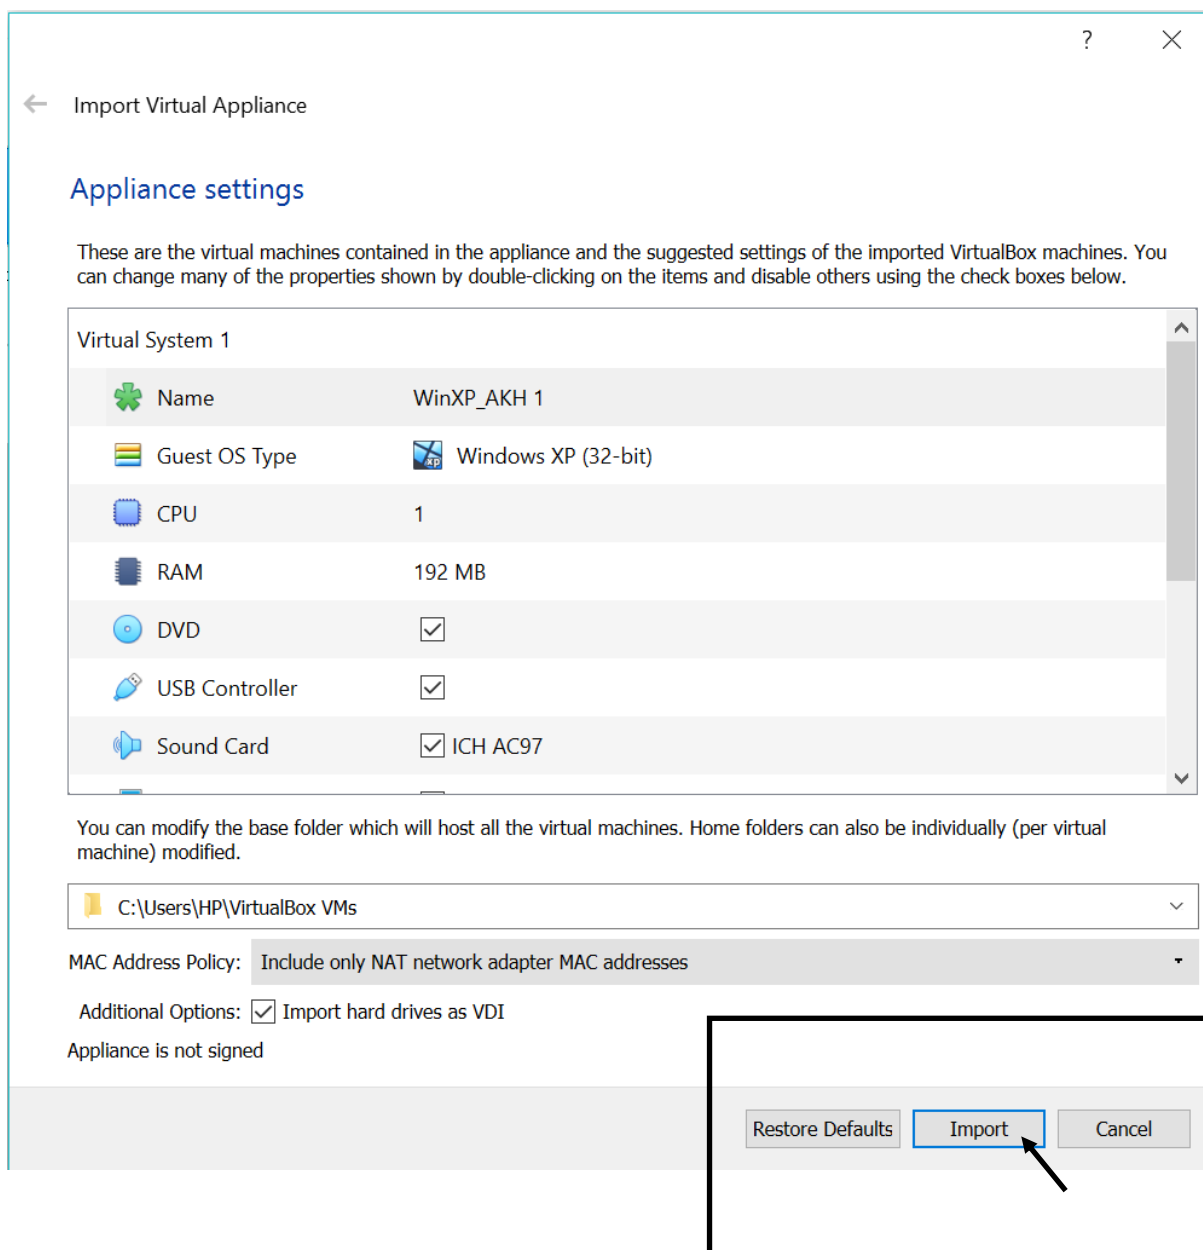 ?
Import Virtual Appliance
Appliance settings
These are the virtual machines contained in the appliance and the suggested settings of the imported VirtualBox machines. You
can change many of the properties shown by double-clicking on the items and disable others using the check boxes below.
Virtual System 1
Name WinXP_AKH 1
Guest OS Type xp Windows XP (32-bit)
CPU 1
RAM 192 MB
DVD
USB Controller
Sound Card ICH AC97
You can modify the base folder which will host all the virtual machines. Home folders can also be individually (per virtual
machine) modified.
C:\Users\HP\VirtualBox VMs
MAC Address Policy: Include only NAT network adapter MAC addresses
Additional Options: Import hard drives as VDI
Appliance is not signed
Restore Defaults Import Cancel